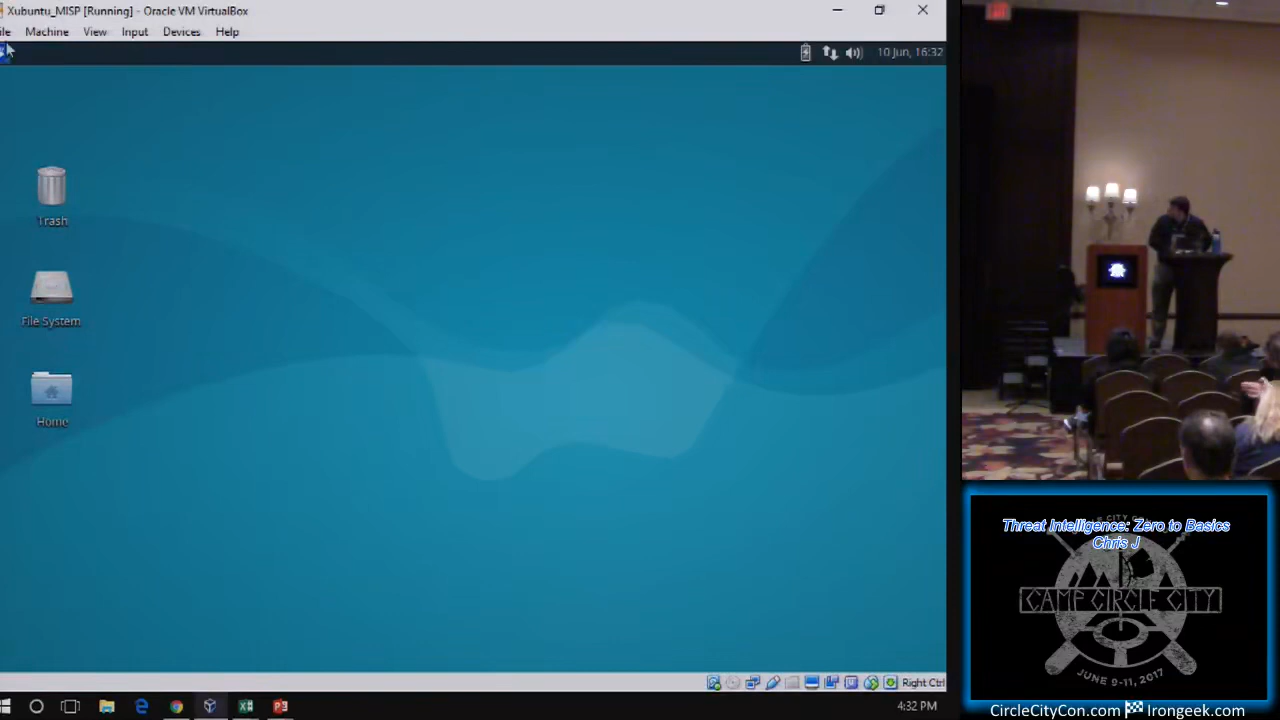 Xubuntu_MISP [Running] - Oracle VM VirtualBox
ile Machine View Input Devices Help
10 Jun, 16:32
Trash
File System
Home
Right Ctrl
4:32 PM
Threat Intelligence: Zero to Basics
Chris J
CAMP CIRCLE CITY
JUNE 9-11, 2017
CircleCityCon.com Irongeek.com